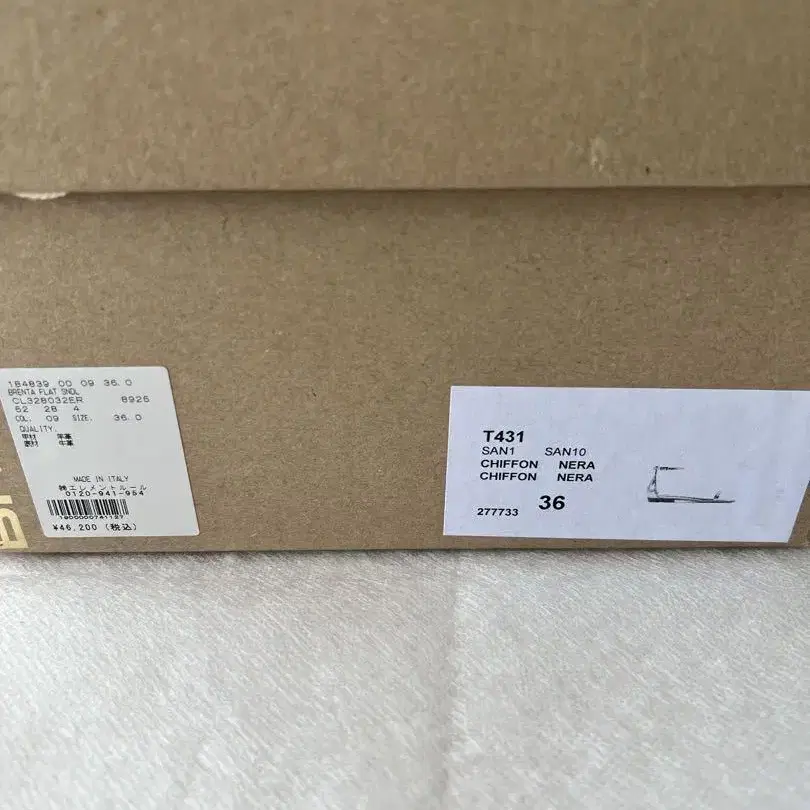 184839 00 09 36.0
BRENTA FLAT SNDL
CL328032ER 8925
52 28 4
COL. 09 SIZE. 36.0
QUALITY.
甲材 羊革
底材 牛革
MADE IN ITALY
㈱エレメントルール
0120-941-954
¥46,200 (税込)
T431
SAN1 SAN10
CHIFFON NERA
CHIFFON NERA
277733 36